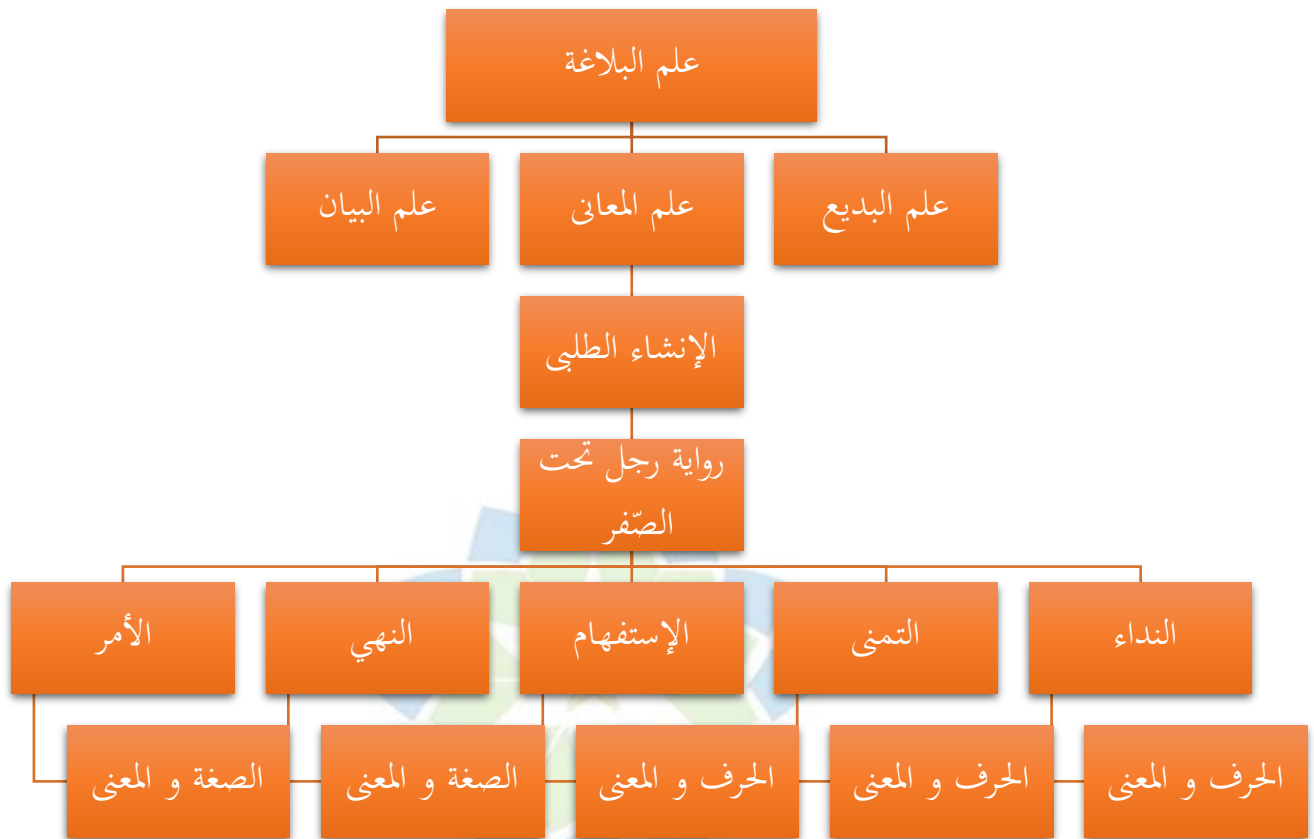 علم البلاغة
علم البديع
علم المعانى
علم البيان
الإنشاء الطلبى
رواية رجل تحت
الصّفر
النداء
التمنى
الإستفهام
النهي
الأمر
الحرف و المعنى
الحرف و المعنى
الحرف و المعنى
الصغة و المعنى
الصغة و المعنى